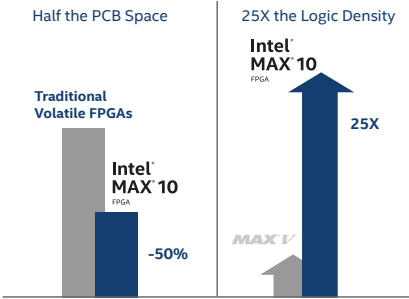 Half the PCB Space
Traditional
Volatile FPGAs
Intel®
MAX® 10
FPGA
-50%
25X the Logic Density
Intel®
MAX® 10
FPGA
25X
MAX V